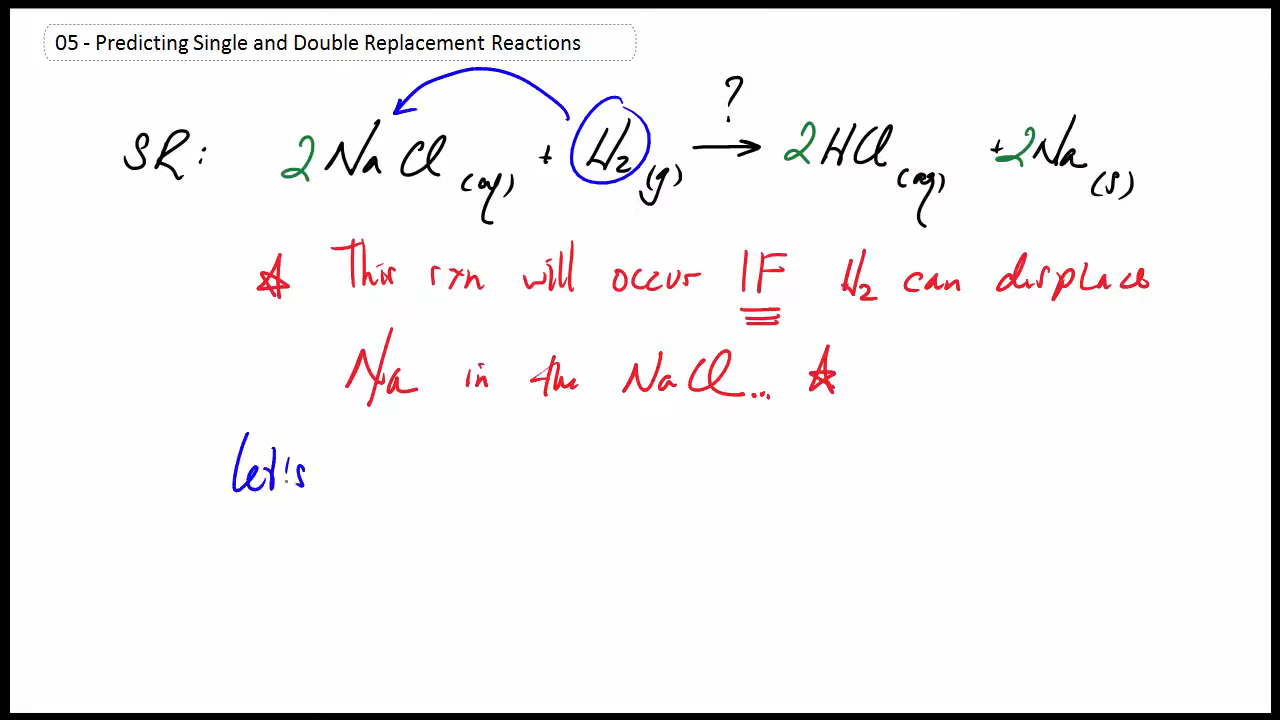 05 - Predicting Single and Double Replacement Reactions
?
SR: 2NaCl(aq) + H2(g) → 2HCl(aq) + 2Na(s)
☆ This rxn will occur IF H2 can displace
Na in the NaCl... ☆
Let's